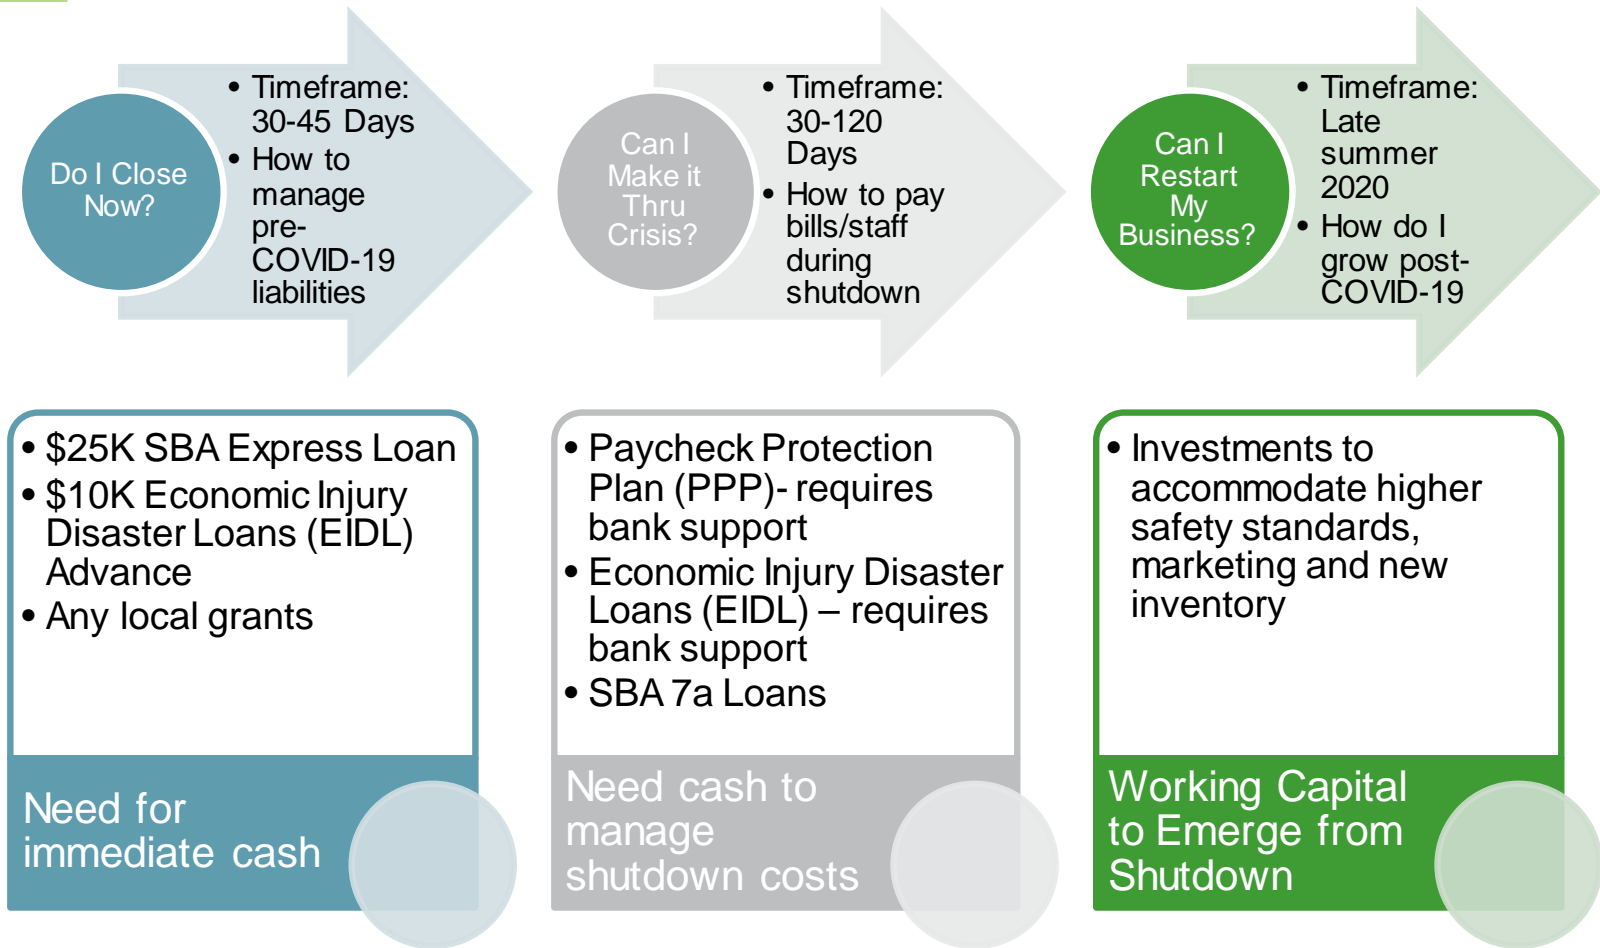 Do I Close
Now?
• Timeframe:
30-45 Days
• How to
manage
pre-
COVID-19
liabilities
Can I
Make it
Thru
Crisis?
• Timeframe:
30-120
Days
• How to pay
bills/staff
during
shutdown
Can I
Restart
My
Business?
• Timeframe:
Late
summer
2020
• How do I
grow post-
COVID-19
• $25K SBA Express Loan
• $10K Economic Injury
Disaster Loans (EIDL)
Advance
• Any local grants
Need for
immediate cash
• Paycheck Protection
Plan (PPP)- requires
bank support
• Economic Injury Disaster
Loans (EIDL) – requires
bank support
• SBA 7a Loans
Need cash to
manage
shutdown costs
• Investments to
accommodate higher
safety standards,
marketing and new
inventory
Working Capital
to Emerge from
Shutdown